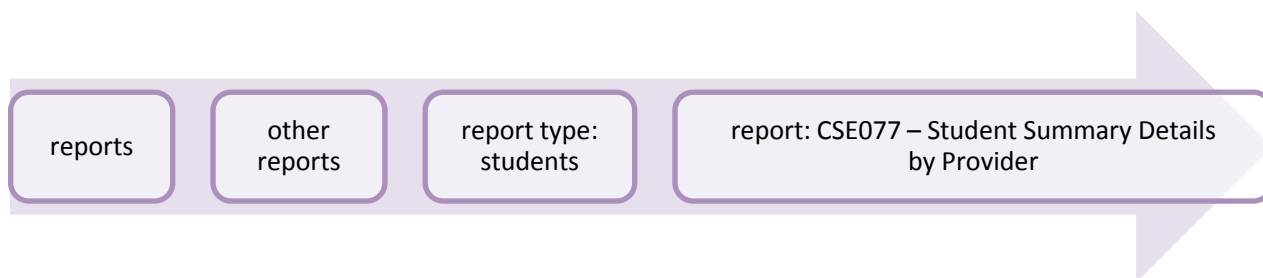 reports
other
reports
report type:
students
report: CSE077 – Student Summary Details
by Provider